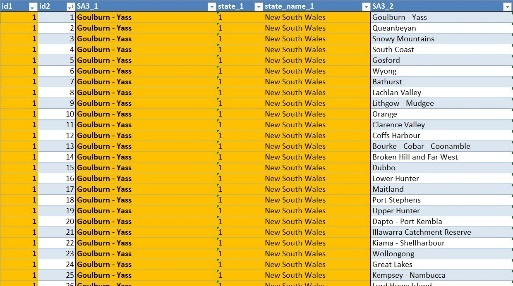 id1 id2 SA3_1 state_1 state_name_1 SA3_2
1 1 Goulburn - Yass 1 New South Wales Goulburn - Yass
1 2 Goulburn - Yass 1 New South Wales Queanbeyan
1 3 Goulburn - Yass 1 New South Wales Snowy Mountains
1 4 Goulburn - Yass 1 New South Wales South Coast
1 5 Goulburn - Yass 1 New South Wales Gosford
1 6 Goulburn - Yass 1 New South Wales Wyong
1 7 Goulburn - Yass 1 New South Wales Bathurst
1 8 Goulburn - Yass 1 New South Wales Lachlan Valley
1 9 Goulburn - Yass 1 New South Wales Lithgow - Mudgee
1 10 Goulburn - Yass 1 New South Wales Orange
1 11 Goulburn - Yass 1 New South Wales Clarence Valley
1 12 Goulburn - Yass 1 New South Wales Coffs Harbour
1 13 Goulburn - Yass 1 New South Wales Bourke - Cobar - Coonamble
1 14 Goulburn - Yass 1 New South Wales Broken Hill and Far West
1 15 Goulburn - Yass 1 New South Wales Dubbo
1 16 Goulburn - Yass 1 New South Wales Lower Hunter
1 17 Goulburn - Yass 1 New South Wales Maitland
1 18 Goulburn - Yass 1 New South Wales Port Stephens
1 19 Goulburn - Yass 1 New South Wales Upper Hunter
1 20 Goulburn - Yass 1 New South Wales Dapto - Port Kembla
1 21 Goulburn - Yass 1 New South Wales Illawarra Catchment Reserve
1 22 Goulburn - Yass 1 New South Wales Kiama - Shellharbour
1 23 Goulburn - Yass 1 New South Wales Wollongong
1 24 Goulburn - Yass 1 New South Wales Great Lakes
1 25 Goulburn - Yass 1 New South Wales Kempsey - Nambucca